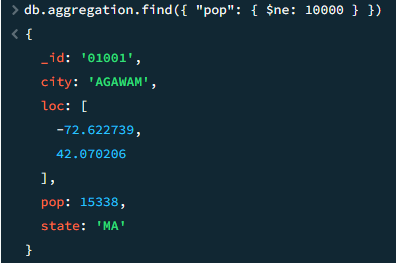 > db.aggregation.find({ "pop": { $ne: 10000 } })
< {
_id: '01001',
city: 'AGAWAM',
loc: [
-72.622739,
42.070206
],
pop: 15338,
state: 'MA'
}